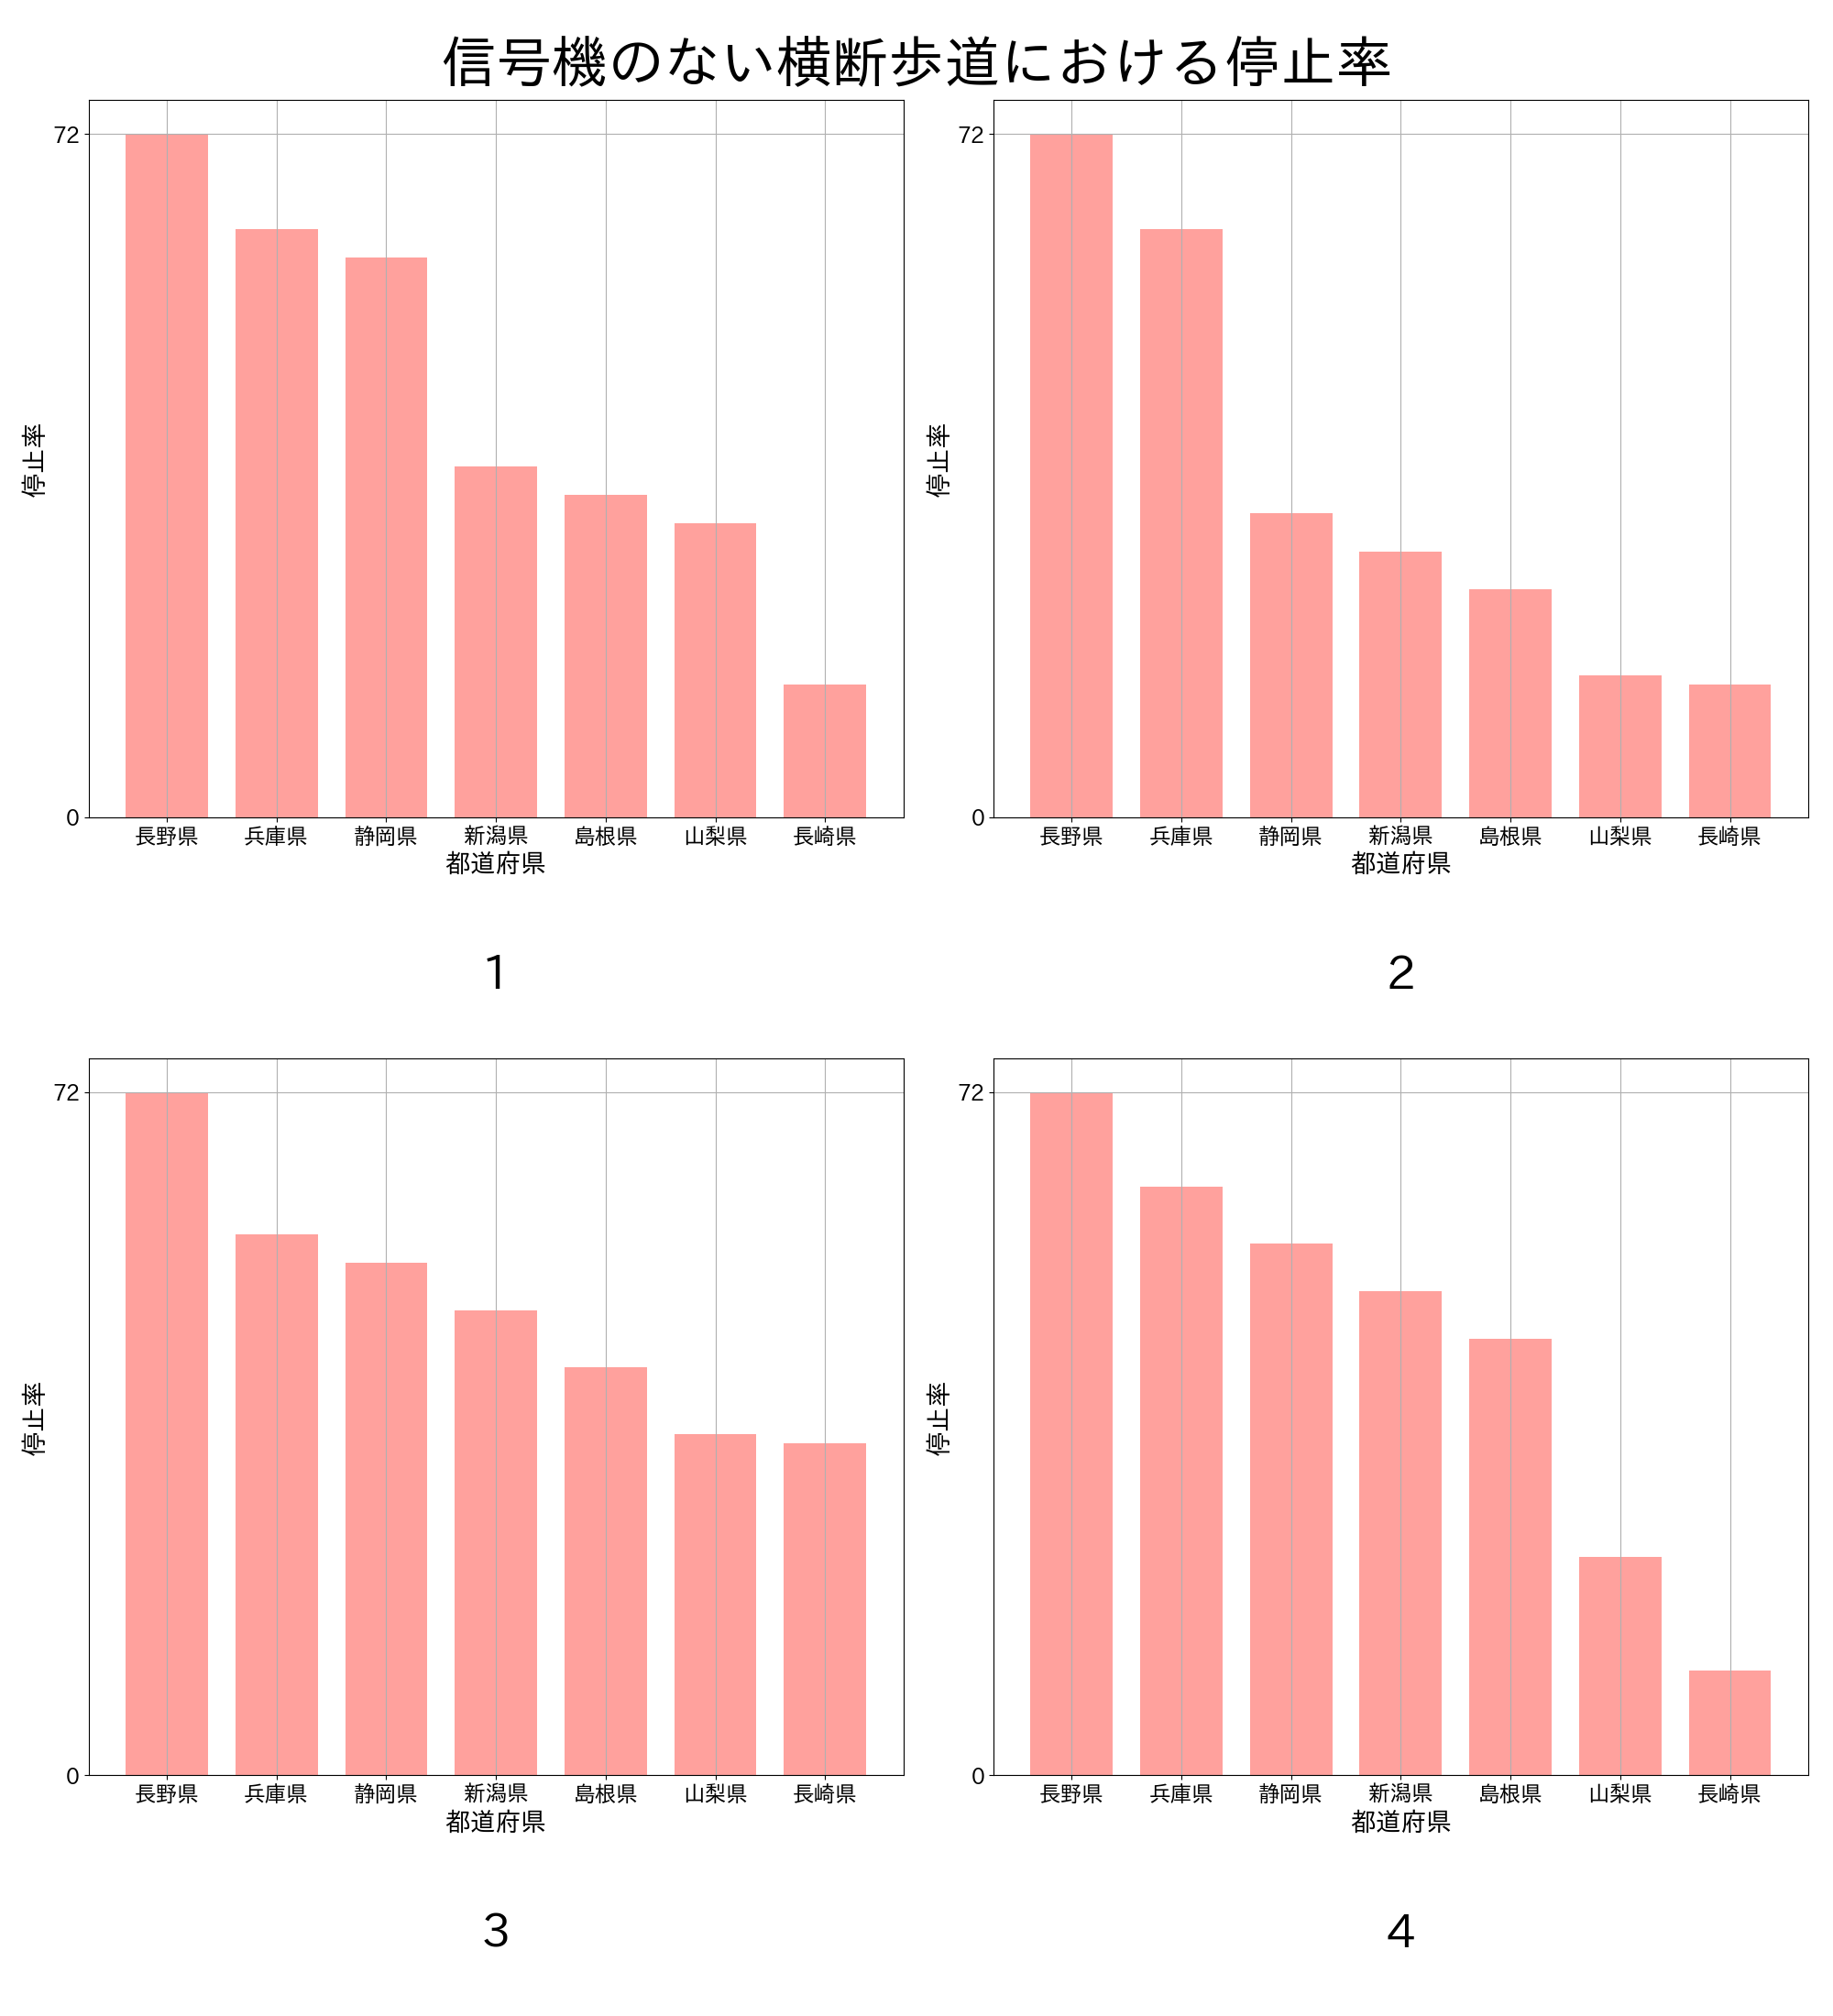 信号機のない横断歩道における停止率
72
0
停止率
長野県 兵庫県 静岡県 新潟県 島根県 山梨県 長崎県
都道府県
1
72
0
停止率
長野県 兵庫県 静岡県 新潟県 島根県 山梨県 長崎県
都道府県
2
72
0
停止率
長野県 兵庫県 静岡県 新潟県 島根県 山梨県 長崎県
都道府県
3
72
0
停止率
長野県 兵庫県 静岡県 新潟県 島根県 山梨県 長崎県
都道府県
4